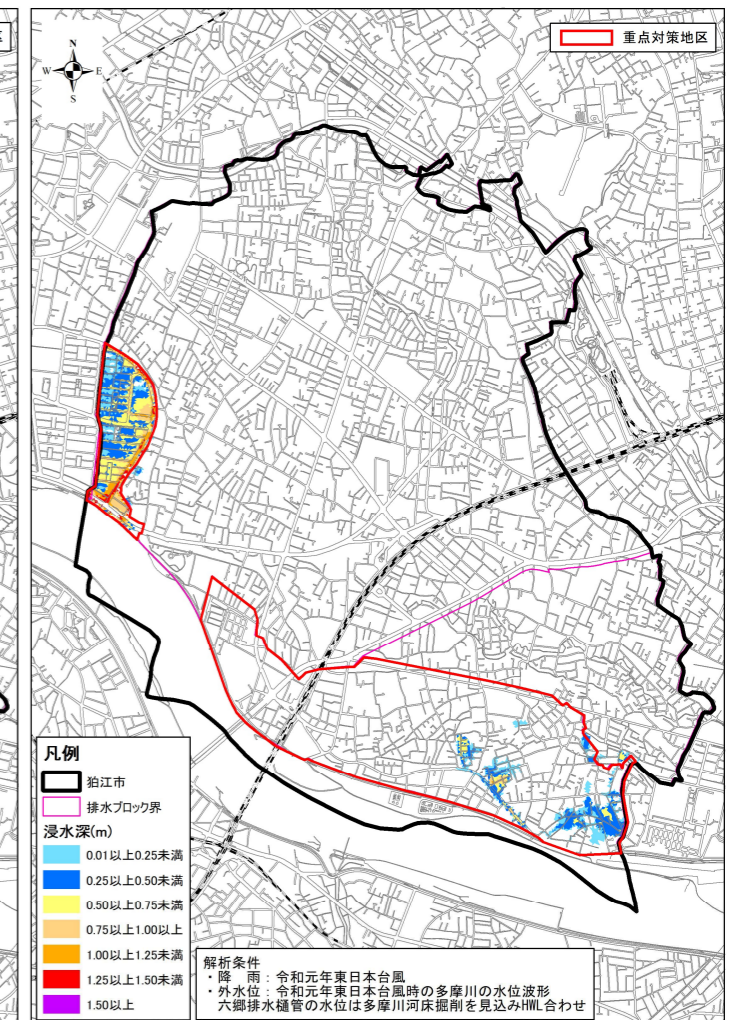 重点対策地区
N
W
E
S
凡例
狛江市
排水ブロック界
浸水深(m)
0.01以上0.25未満
0.25以上0.50未満
0.50以上0.75未満
0.75以上1.00以上
1.00以上1.25未満
1.25以上1.50未満
1.50以上
解析条件
・降　雨：令和元年東日本台風
・外水位：令和元年東日本台風時の多摩川の水位波形
六郷排水樋管の水位は多摩川河床掘削を見込みHWL合わせ